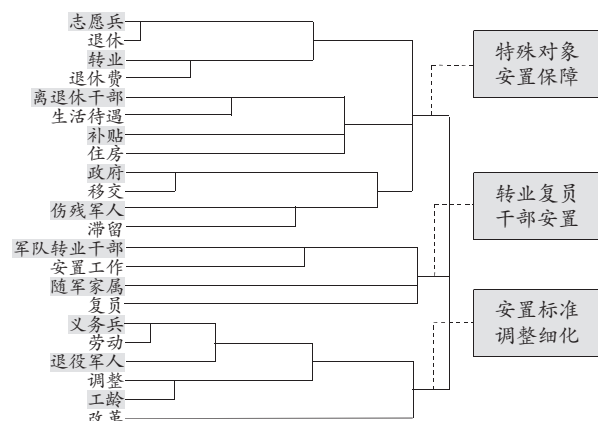 志愿兵
退休
转业
退休费
离退休干部
生活待遇
补贴
住房
政府
移交
伤残军人
滞留
军队转业干部
安置工作
随军家属
复员
义务兵
劳动
退役军人
调整
工龄
改革
特殊对象
安置保障
转业复员
干部安置
安置标准
调整细化